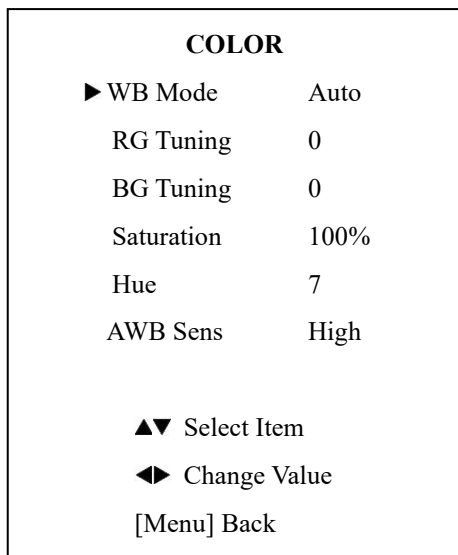 COLOR
▶ WB Mode Auto
RG Tuning 0
BG Tuning 0
Saturation 100%
Hue 7
AWB Sens High
▲▼ Select Item
◀▶ Change Value
[Menu] Back